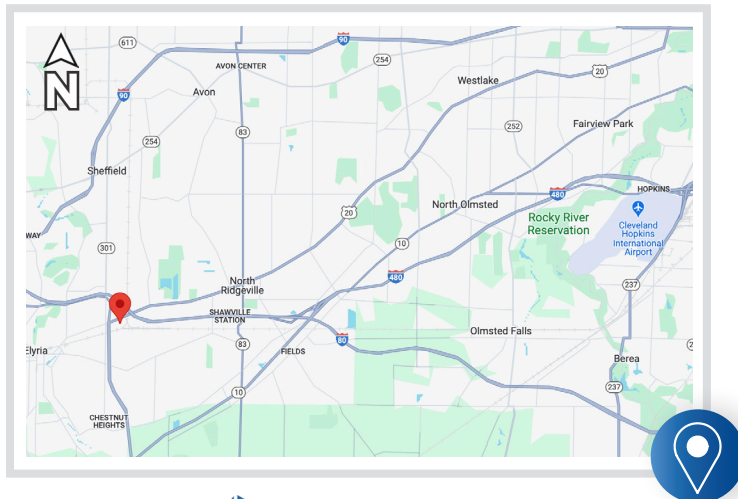 N
611
90
254
20
AVON CENTER
Westlake
Avon
90
83
252
Fairview Park
254
Sheffield
480
HOPKINS
North Olmsted
20
Rocky River
Reservation
Cleveland
Hopkins
International
Airport
WAY
301
10
480
237
North
Ridgeville
SHAWVILLE
STATION
Olmsted Falls
80
83
Elyria
FIELDS
2
Berea
237
10
CHESTNUT
HEIGHTS